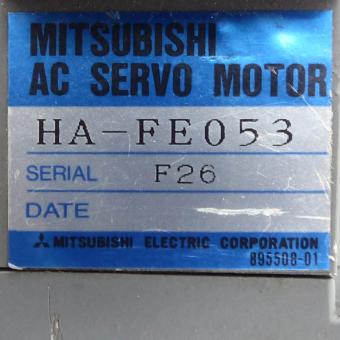 MITSUBISHI
AC SERVO MOTOR
HA-FE053
SERIAL F26
DATE
MITSUBISHI ELECTRIC CORPORATION
895508-01